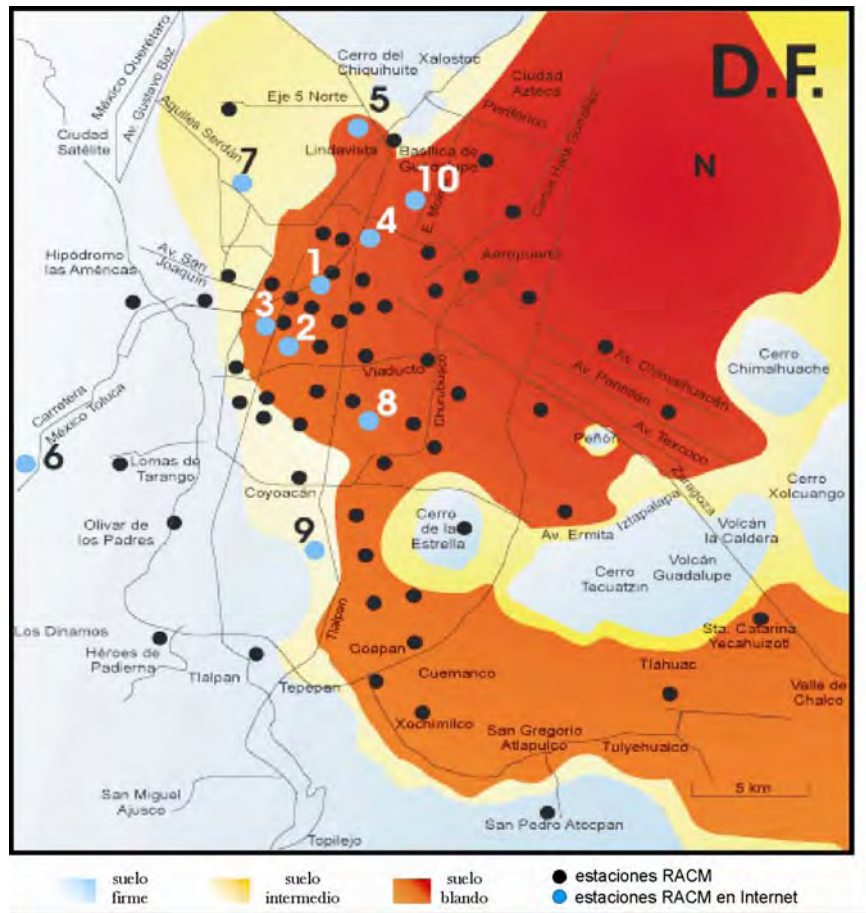 D.F.
México Querétaro
Av. Gustavo Baz
Cerro del
Chiquihuite
Xalostoc
Ciudad
Azteca
Eje 5 Norte
5
Periférico
Aquiles Serdán
Ciudad
Satélite
Lindavista
Basílica de
Guadalupe
7
10
N
4
Hipódromo
las Américas
Av. San
Joaquín
Aeropuerto
1
3
2
Viaducto
Churubusco
Av. Chimalhuacán
Av. Pantitlán
Av. Texcoco
Cerro
Chimalhuache
Carretera
México Toluca
8
Peñón
6
Lomas de
Tarango
Coyoacán
Zaragoza
Cerro
Xolcuango
Olivar de
los Padres
9
Cerro
de la
Estrella
Av. Ermita
Iztapalapa
Volcán
la Caldera
Volcán
Guadalupe
Cerro
Tecuatzin
Los Dinamos
Héroes de
Padierna
Tlalpan
Tlalpan
Coapan
Sta. Catarina
Yecahuizotl
Tepepan
Cuemanco
Tláhuac
Valle de
Chalco
Xochimilco
San Gregorio
Atlapulco
Tulyehualco
San Miguel
Ajusco
5 km
San Pedro Atocpan
Topilejo
suelo
firme
suelo
intermedio
suelo
blando
estaciones RACM
estaciones RACM en Internet